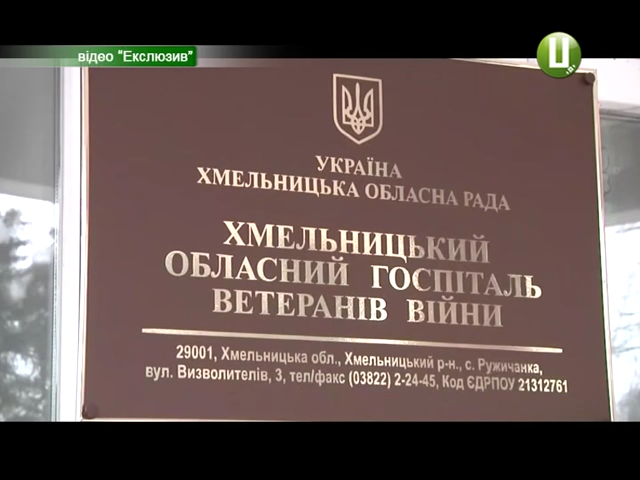 відео "Екслюзив"
Ц
УКРАЇНА
ХМЕЛЬНИЦЬКА ОБЛАСНА РАДА
ХМЕЛЬНИЦЬКИЙ
ОБЛАСНИЙ ГОСПІТАЛЬ
ВЕТЕРАНІВ ВІЙНИ
29001, Хмельницька обл., Хмельницький р-н., с. Ружичанка,
вул. Визволителів, 3, тел/факс (03822) 2-24-45, Код ЄДРПОУ 21312761